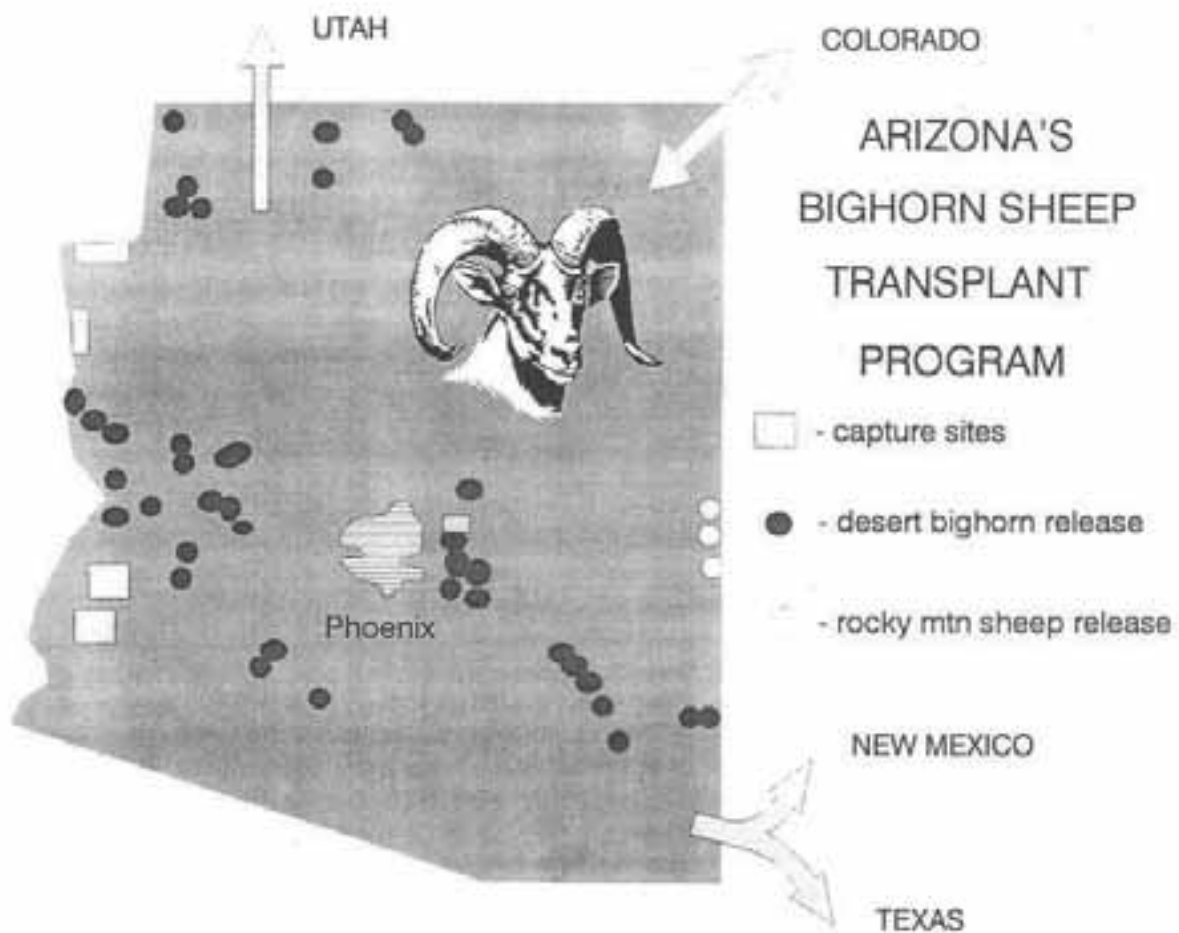 UTAH
COLORADO
ARIZONA'S
BIGHORN SHEEP
TRANSPLANT
PROGRAM
- capture sites
- desert bighorn release
- rocky mtn sheep release
Phoenix
NEW MEXICO
TEXAS